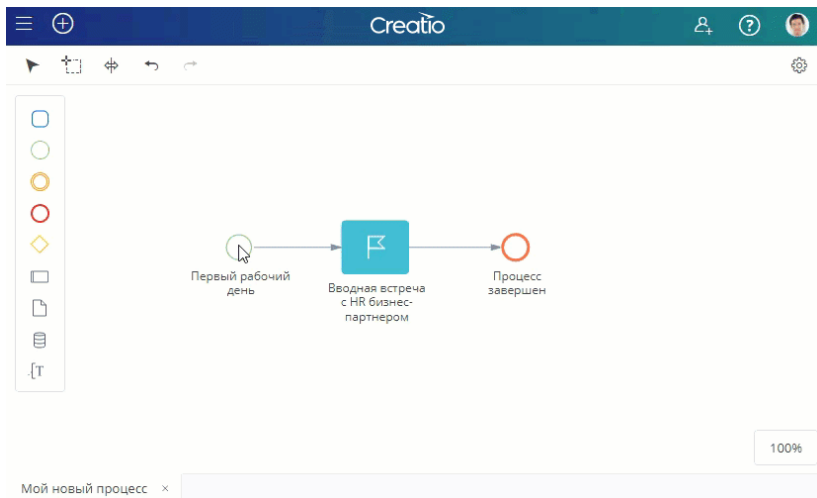 Creatio
Первый рабочий
день
Вводная встреча
с HR бизнес-
партнером
Процесс
завершен
T
100%
Мой новый процесс ×